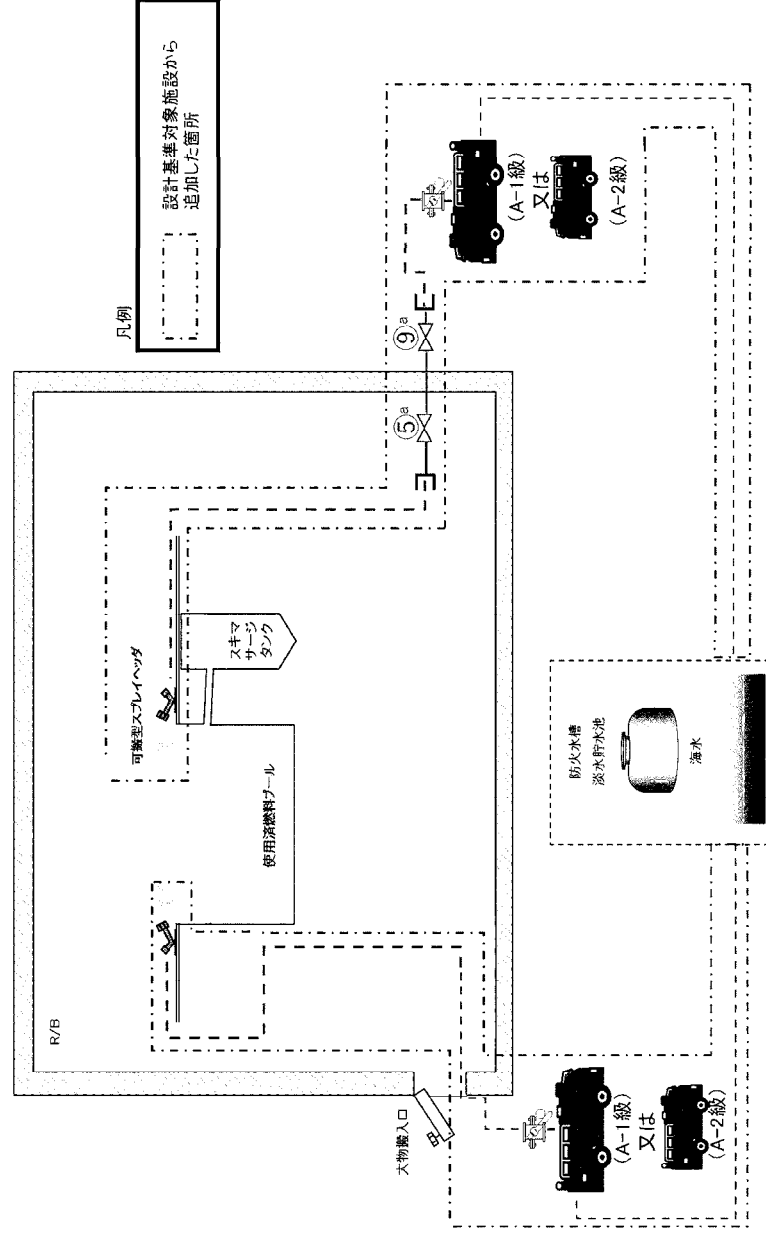 凡例
設計基準対象施設から
追加した箇所
R/B
可搬型スプレイヘッダ
スキマ
サージ
タンク
使用済燃料プール
大物搬入口
⑤a
⑨a
(A-1級)
又は
(A-2級)
(A-1級)
又は
(A-2級)
防火水槽
淡水貯水池
海水